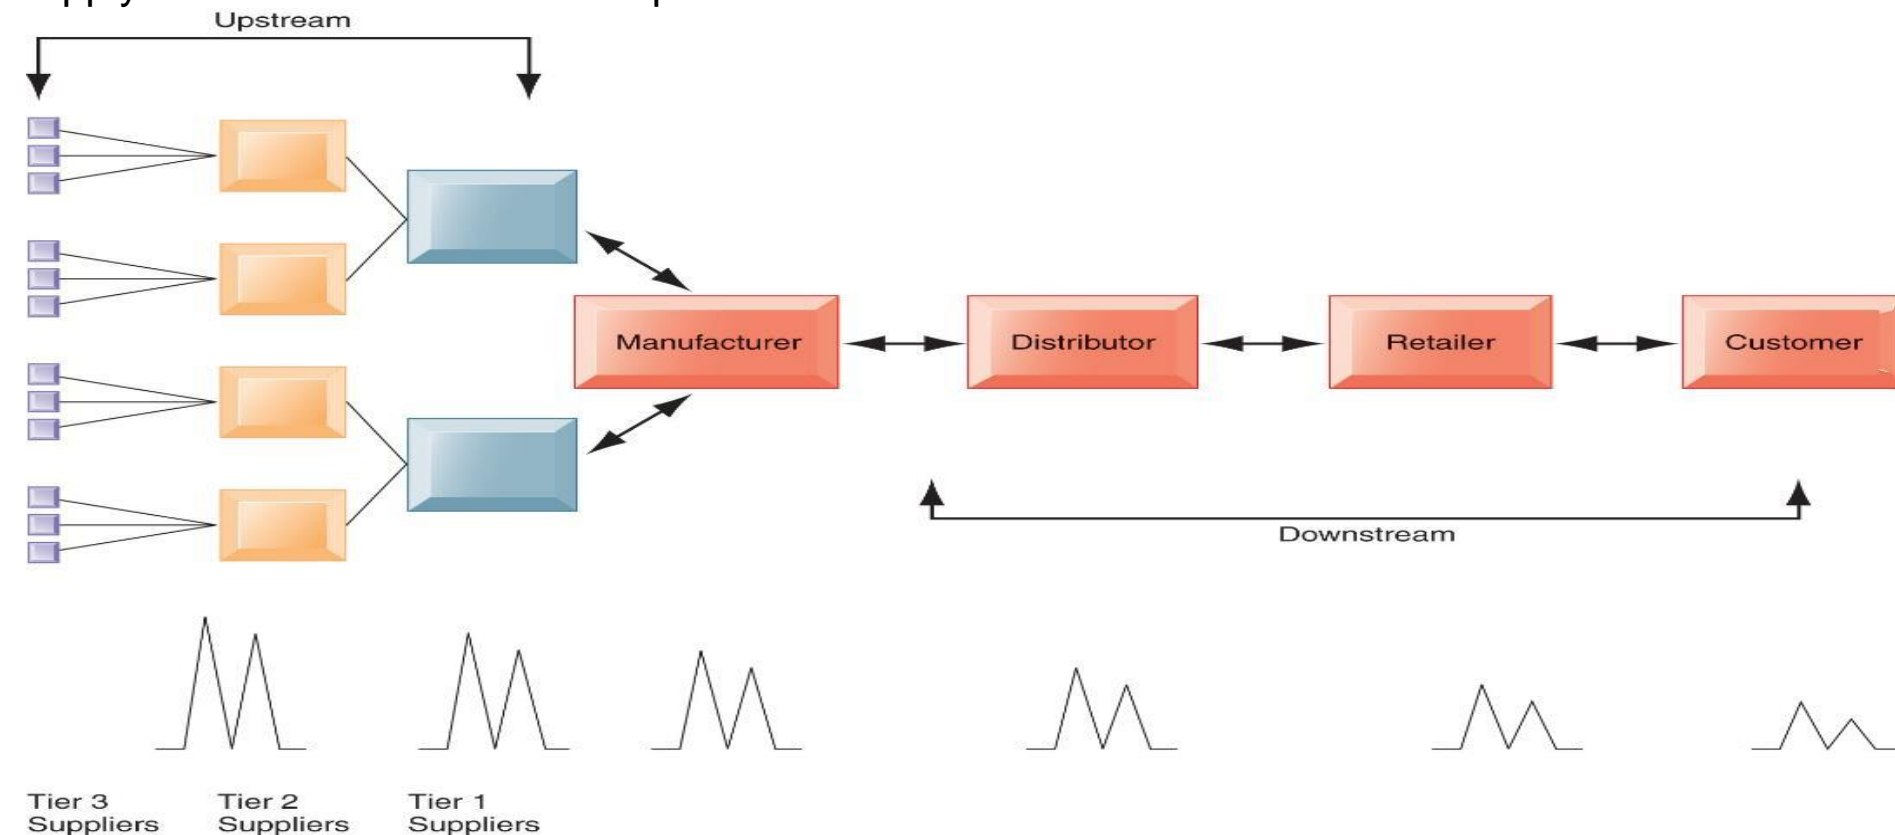 Upstream
Manufacturer
Distributor
Retailer
Customer
Downstream
Tier 3
Suppliers
Tier 2
Suppliers
Tier 1
Suppliers